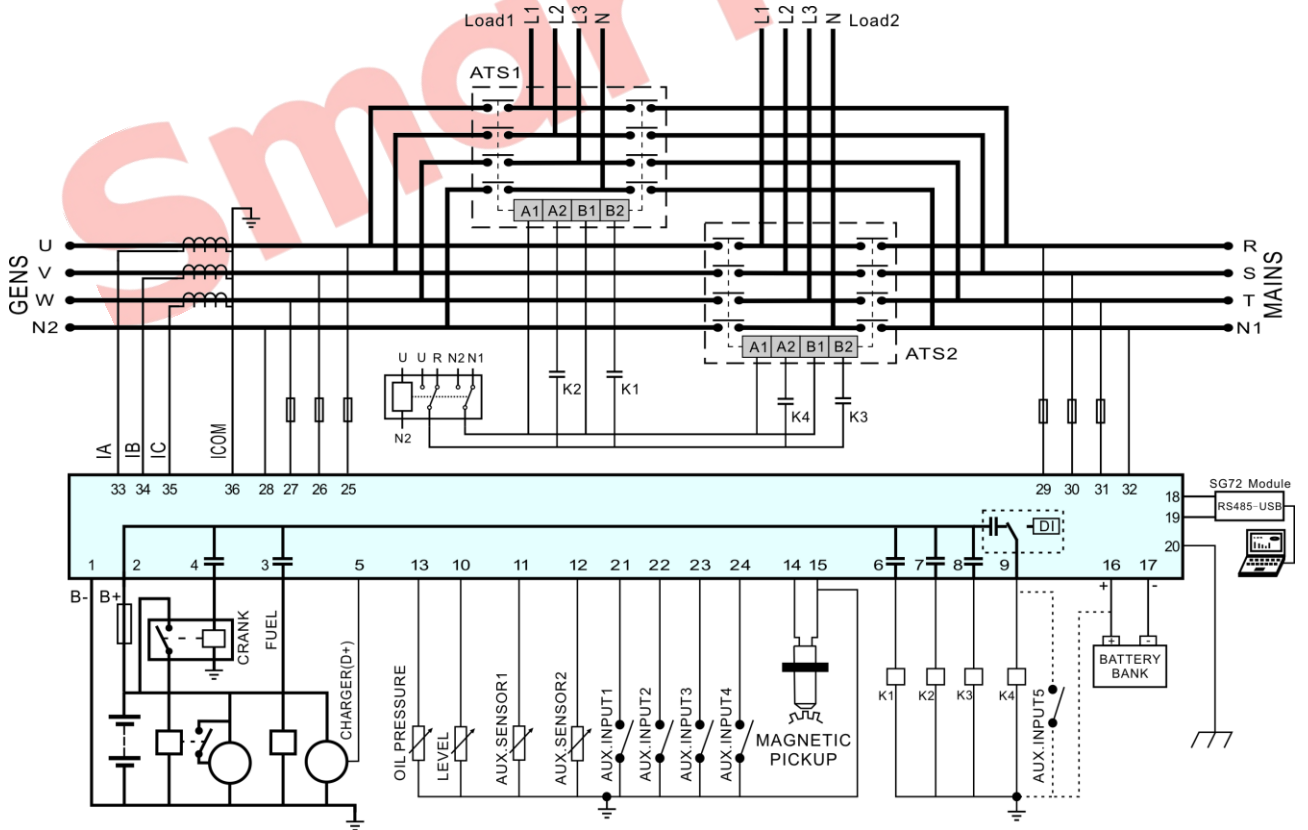 Smar
Load1 L1 L2 L3 N
L1 L2 L3 N Load2
ATS1
A1 A2 B1 B2
GENS
U
V
W
N2
R
S
T
N1
MAINS
A1 A2 B1 B2
ATS2
U U R N2 N1
N2
K2
K1
K4
K3
IA
IB
IC
ICOM
33 34 35 36 28 27 26 25
29 30 31 32
18
19
20
SG72 Module
RS485-USB
DI
1 2 4 3 5 13 10 11 12 21 22 23 24 14 15 6 7 8 9 16 17
B- B+
CRANK
FUEL
CHARGER(D+)
OIL PRESSURE
LEVEL
AUX.SENSOR1
AUX.SENSOR2
AUX.INPUT1
AUX.INPUT2
AUX.INPUT3
AUX.INPUT4
MAGNETIC
PICKUP
K1
K2
K3
K4
AUX.INPUT5
+ -
+ -
BATTERY
BANK